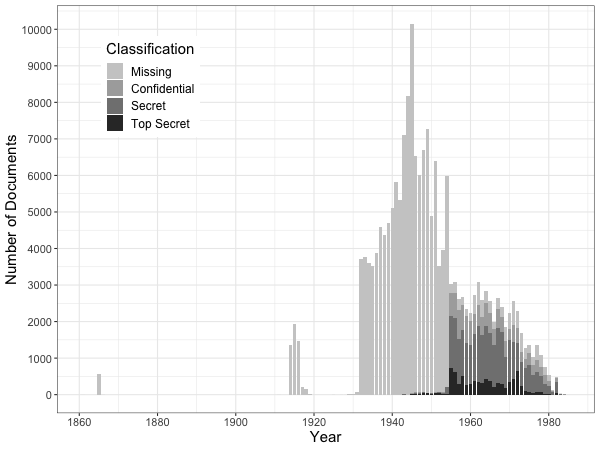 Classification
Missing
Confidential
Secret
Top Secret
Number of Documents
10000
9000
8000
7000
6000
5000
4000
3000
2000
1000
0
1860 1880 1900 1920 1940 1960 1980
Year